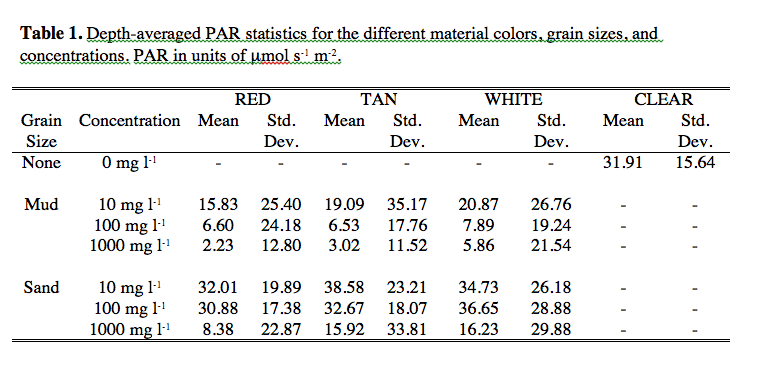 Table 1. Depth-averaged PAR statistics for the different material colors, grain sizes, and
concentrations. PAR in units of μmol s⁻¹ m⁻².
RED TAN WHITE CLEAR
Grain Concentration Mean Std. Mean Std. Mean Std. Mean Std.
Size Dev. Dev. Dev. Dev.
None 0 mg l⁻¹ - - - - - - 31.91 15.64
Mud 10 mg l⁻¹ 15.83 25.40 19.09 35.17 20.87 26.76 - -
100 mg l⁻¹ 6.60 24.18 6.53 17.76 7.89 19.24 - -
1000 mg l⁻¹ 2.23 12.80 3.02 11.52 5.86 21.54 - -
Sand 10 mg l⁻¹ 32.01 19.89 38.58 23.21 34.73 26.18 - -
100 mg l⁻¹ 30.88 17.38 32.67 18.07 36.65 28.88 - -
1000 mg l⁻¹ 8.38 22.87 15.92 33.81 16.23 29.88 - -